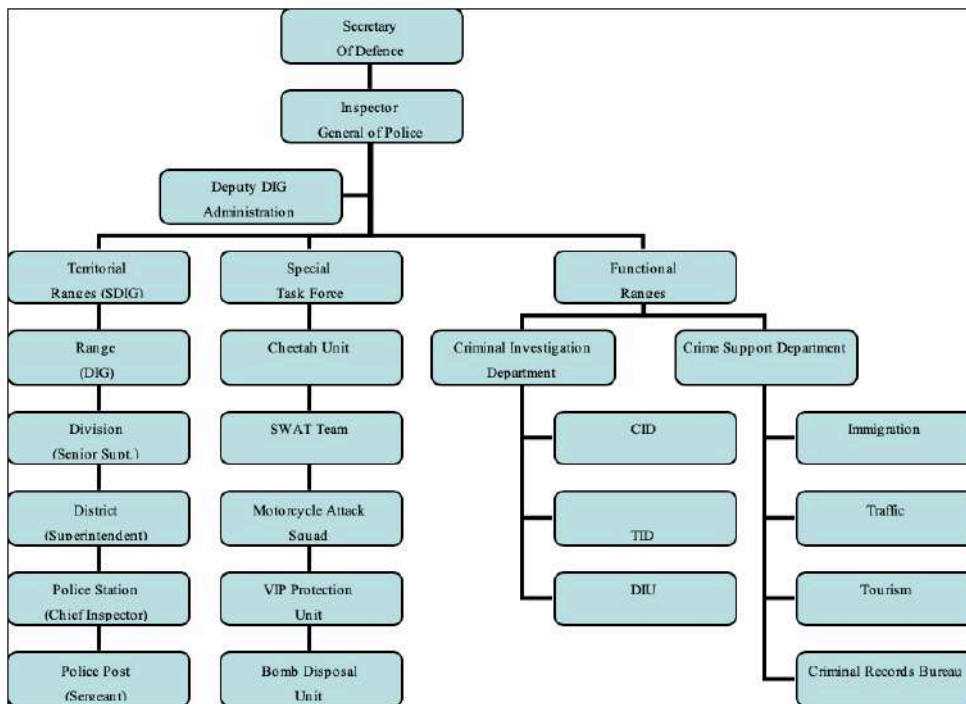 Secretary
Of Defence
Inspector
General of Police
Deputy DIG
Administration
Territorial
Ranges (SDIG)
Special
Task Force
Functional
Ranges
Range
(DIG)
Cheetah Unit
Criminal Investigation
Department
Crime Support Department
Division
(Senior Supt.)
SWAT Team
CID
Immigration
District
(Superintendent)
Motorcycle Attack
Squad
TID
Traffic
Police Station
(Chief Inspector)
VIP Protection
Unit
DIU
Tourism
Police Post
(Sergeant)
Bomb Disposal
Unit
Criminal Records Bureau